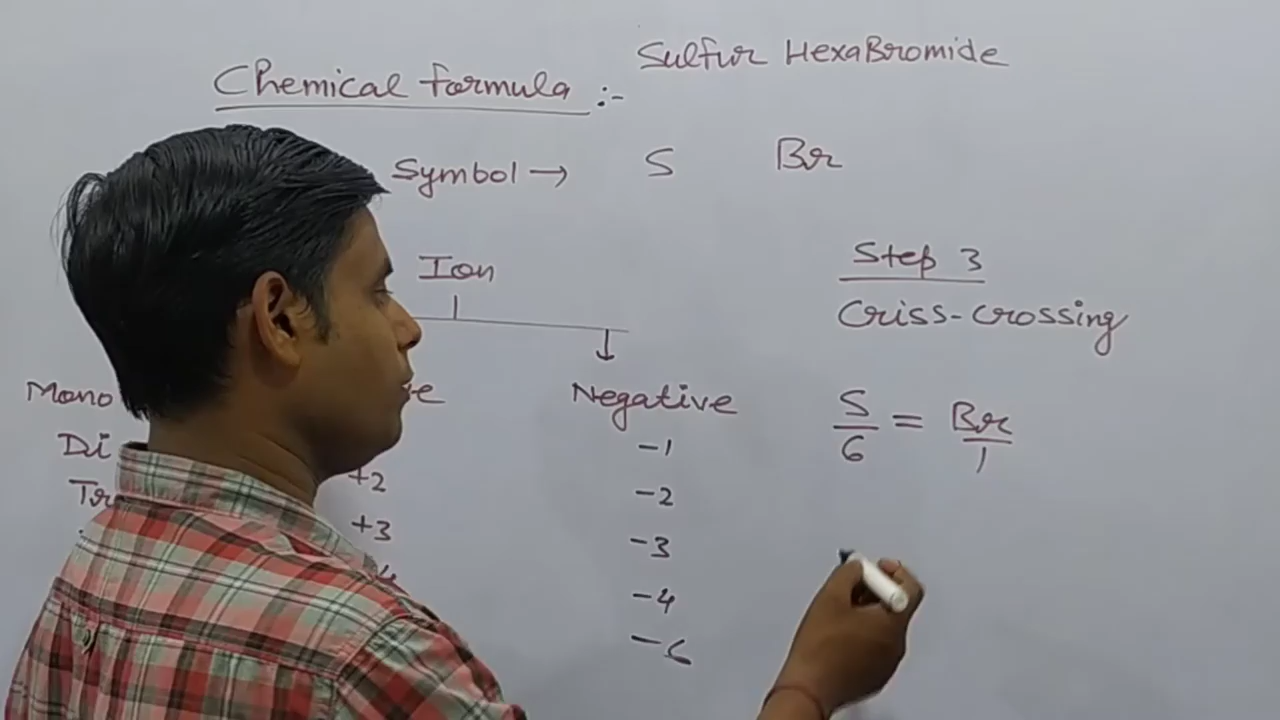 Sulfur HexaBromide
Chemical formula :-
Symbol → S Br
Ion
Step 3
Criss-crossing
Mono
Negative
S/6 = Br/1
Di
-1
+2
-2
+3
-3
-4
-6